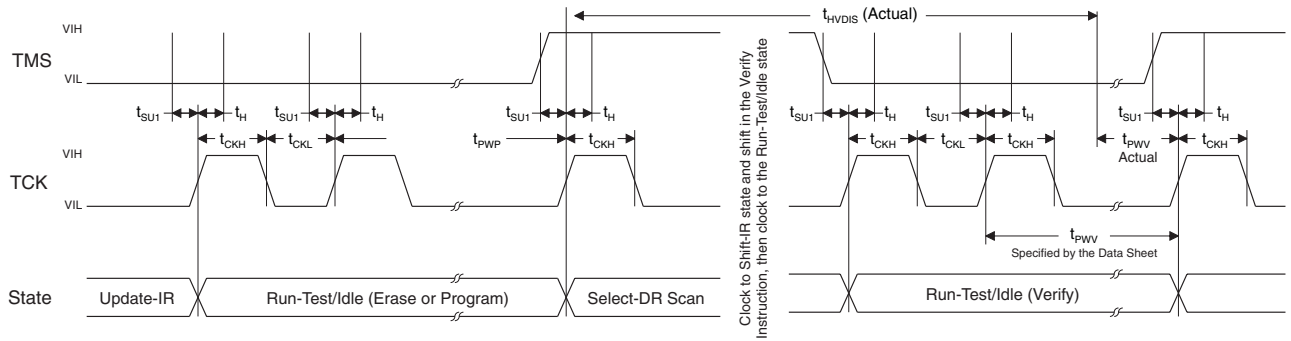 VIH
TMS
VIL
tHVDIS (Actual)
tSU1 tH tSU1 tH tSU1 tH tSU1 tH tSU1 tH tSU1 tH
tCKH tCKL tPWP tCKH tCKH tCKL tCKH tPWV tCKH
Actual
VIH
TCK
VIL
Clock to Shift-IR state and shift in the Verify
Instruction, then clock to the Run-Test/Idle state
tPWV
Specified by the Data Sheet
State
Update-IR
Run-Test/Idle (Erase or Program)
Select-DR Scan
Run-Test/Idle (Verify)